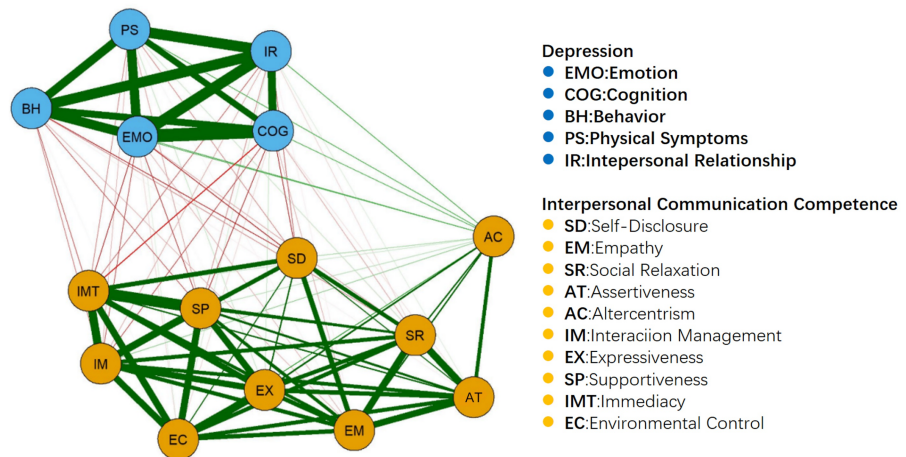 PS
IR
BH
EMO
COG
AC
SD
IMT
SP
SR
IM
EX
AT
EM
EC
Depression
EMO:Emotion
COG:Cognition
BH:Behavior
PS:Physical Symptoms
IR:Intepersonal Relationship
Interpersonal Communication Competence
SD:Self-Disclosure
EM:Empathy
SR:Social Relaxation
AT:Assertiveness
AC:Altercentrism
IM:Interaciion Management
EX:Expressiveness
SP:Supportiveness
IMT:Immediacy
EC:Environmental Control